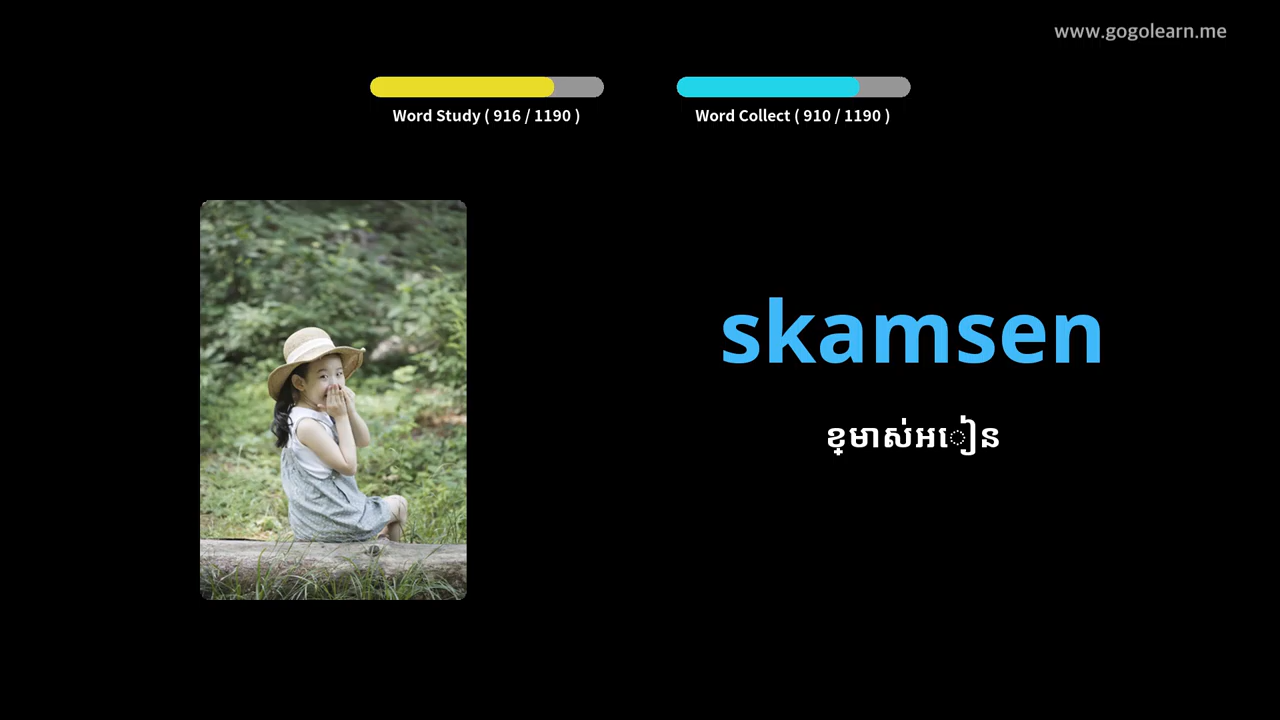 www.gogolearn.me
Word Study ( 916 / 1190 )
Word Collect ( 910 / 1190 )
skamsen
ខ្មាស់អៀន